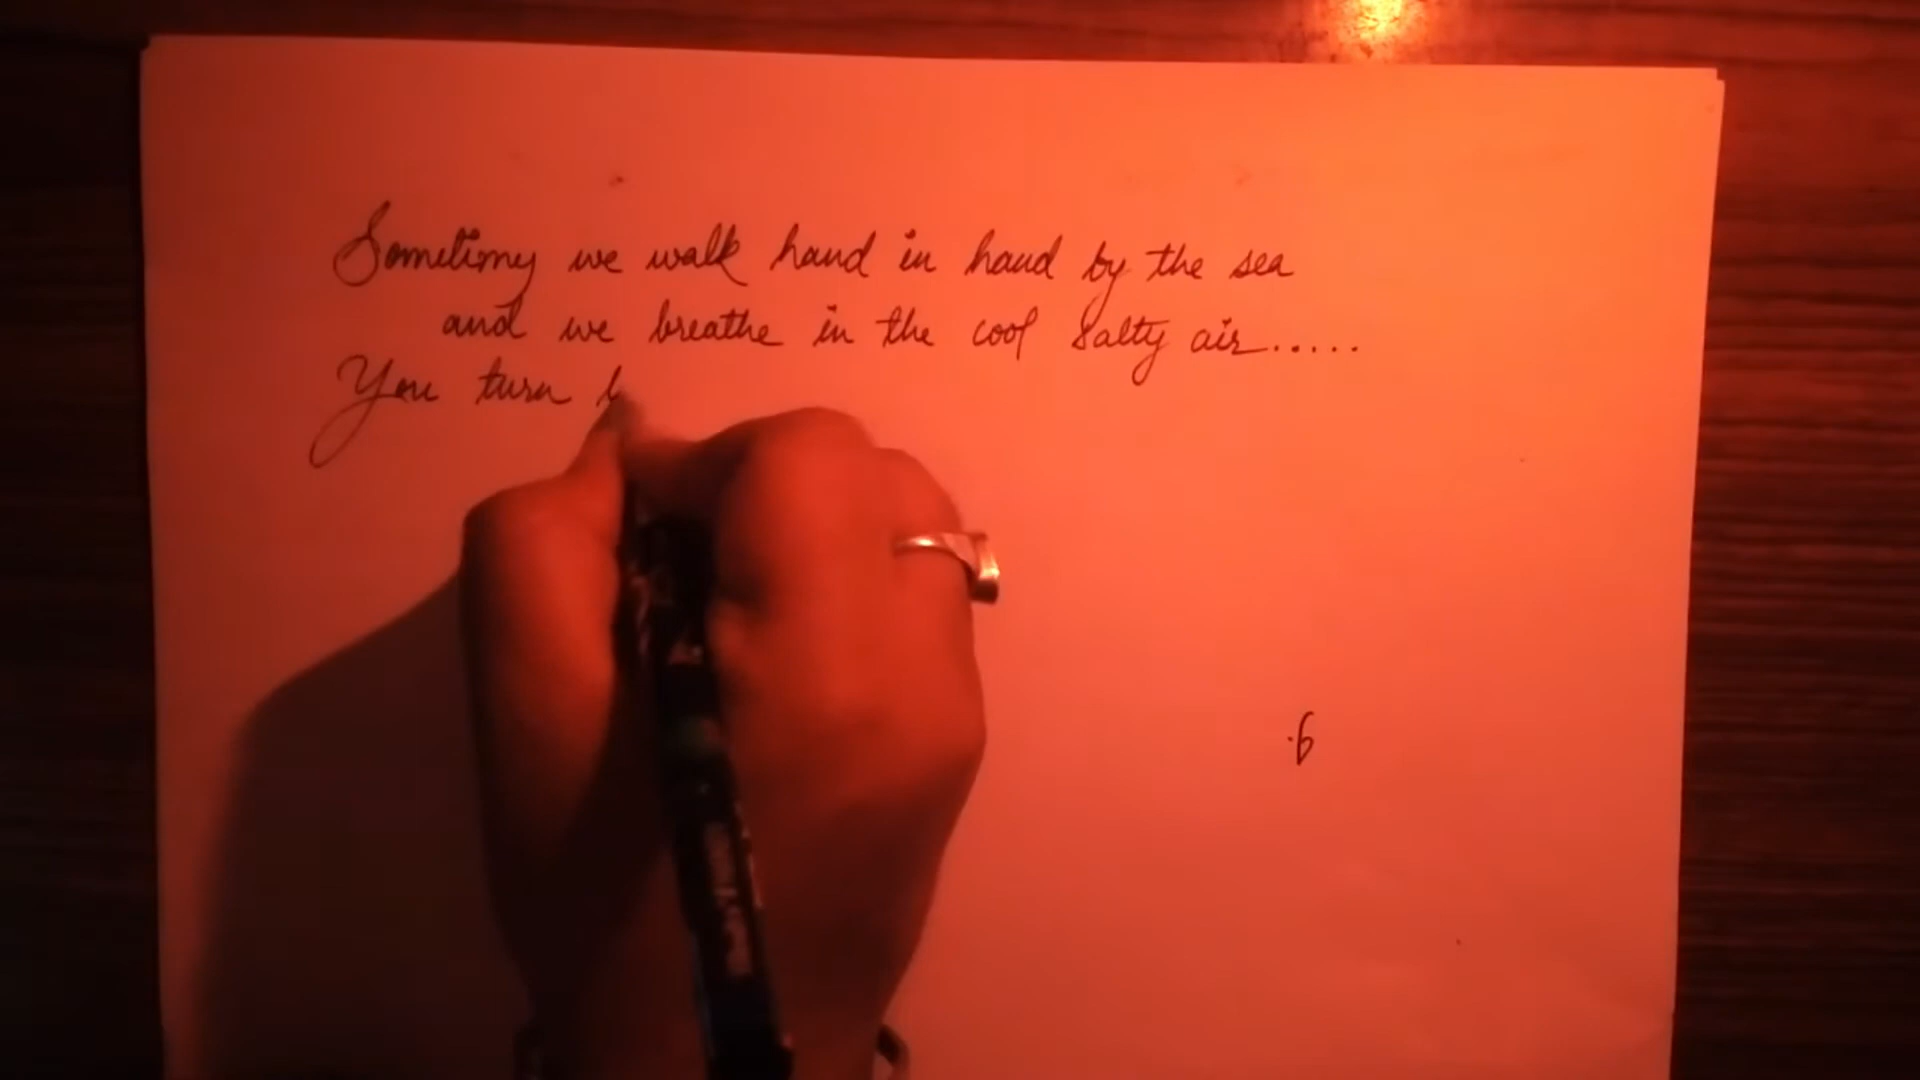 Sometimes we walk hand in hand by the sea
and we breathe in the cool salty air.....
You turn